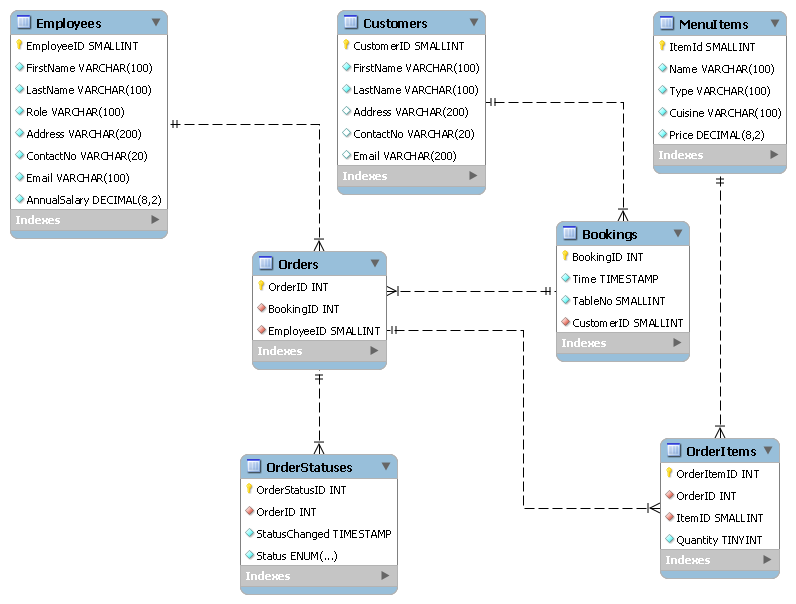 Employees
EmployeeID SMALLINT
FirstName VARCHAR(100)
LastName VARCHAR(100)
Role VARCHAR(100)
Address VARCHAR(200)
ContactNo VARCHAR(20)
Email VARCHAR(100)
AnnualSalary DECIMAL(8,2)
Indexes
Customers
CustomerID SMALLINT
FirstName VARCHAR(100)
LastName VARCHAR(100)
Address VARCHAR(200)
ContactNo VARCHAR(20)
Email VARCHAR(200)
Indexes
MenuItems
ItemId SMALLINT
Name VARCHAR(100)
Type VARCHAR(100)
Cuisine VARCHAR(100)
Price DECIMAL(8,2)
Indexes
Orders
OrderID INT
BookingID INT
EmployeeID SMALLINT
Indexes
Bookings
BookingID INT
Time TIMESTAMP
TableNo SMALLINT
CustomerID SMALLINT
Indexes
OrderStatuses
OrderStatusID INT
OrderID INT
StatusChanged TIMESTAMP
Status ENUM(...)
Indexes
OrderItems
OrderItemID INT
OrderID INT
ItemID SMALLINT
Quantity TINYINT
Indexes